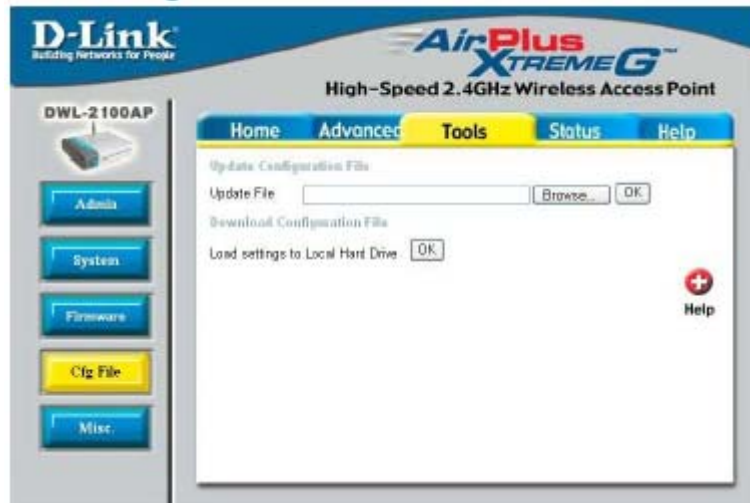 D-Link
Building Networks for People
AirPlus
XTREME G™
High-Speed 2.4GHz Wireless Access Point
DWL-2100AP
Home Advanced Tools Status Help
Update Configuration File
Update File Browse... OK
Download Configuration File
Load settings to Local Hard Drive OK
Help
Admin
System
Firmware
Cfg File
Misc.